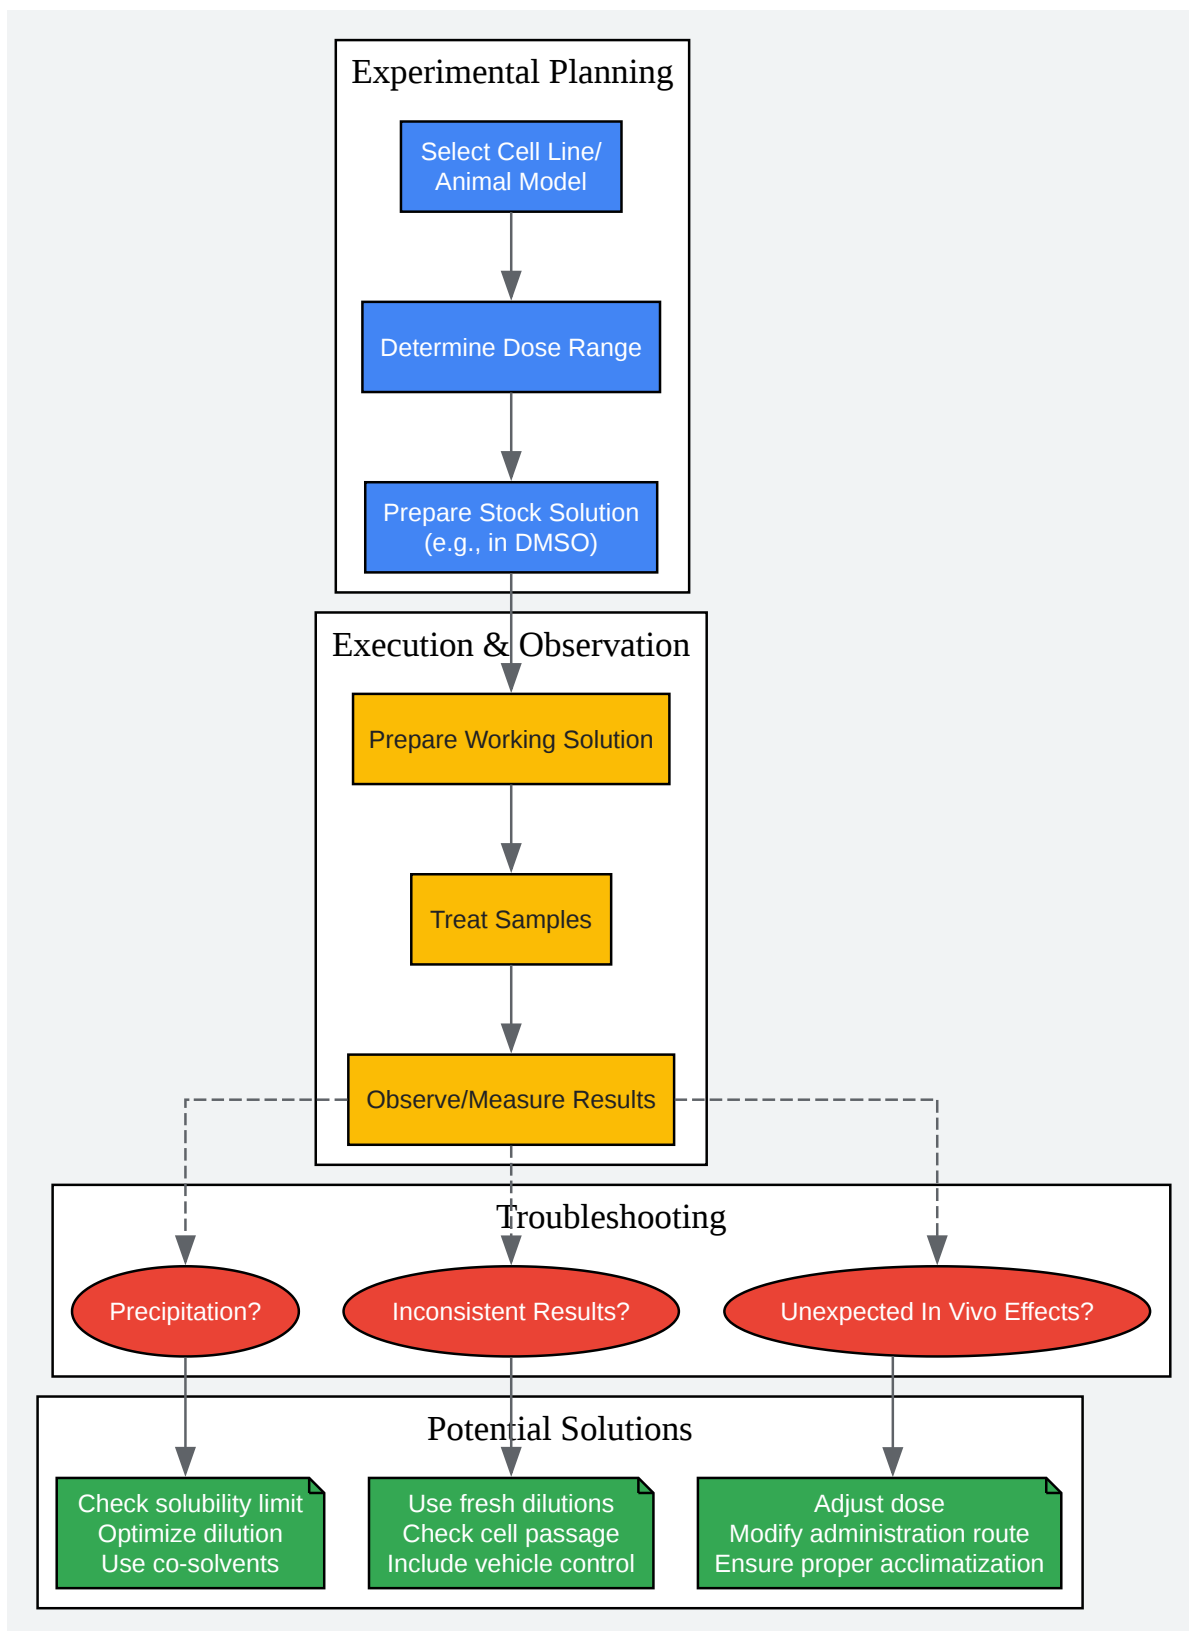 Experimental Planning
Select Cell Line/
Animal Model
Determine Dose Range
Prepare Stock Solution
(e.g., in DMSO)
Execution & Observation
Prepare Working Solution
Treat Samples
Observe/Measure Results
Troubleshooting
Precipitation?
Inconsistent Results?
Unexpected In Vivo Effects?
Potential Solutions
Check solubility limit
Optimize dilution
Use co-solvents
Use fresh dilutions
Check cell passage
Include vehicle control
Adjust dose
Modify administration route
Ensure proper acclimatization